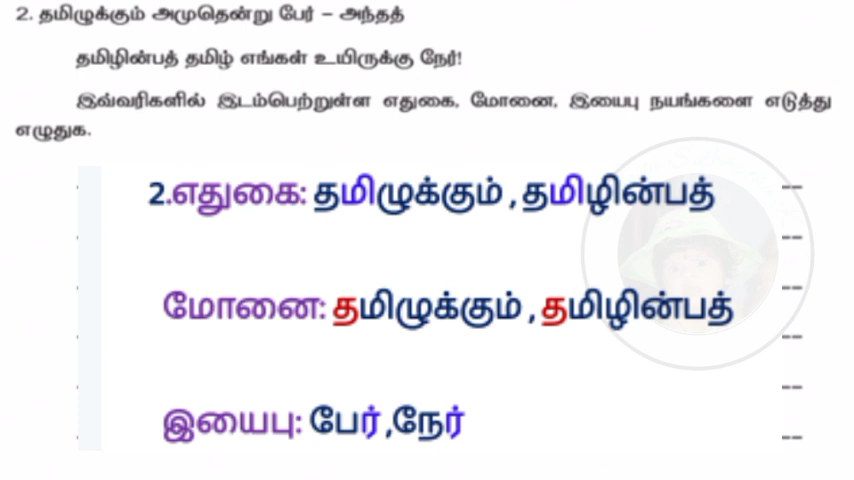 2. தமிழுக்கும் அமுதென்று பேர் – அந்தத்
தமிழின்பத் தமிழ் எங்கள் உயிருக்கு நேர்!
இவ்வரிகளில் இடம்பெற்றுள்ள எதுகை, மோனை, இயைபு நயங்களை எடுத்து
எழுதுக.
2.எதுகை: தமிழுக்கும் , தமிழின்பத்
மோனை: தமிழுக்கும் , தமிழின்பத்
இயைபு: பேர் ,நேர்